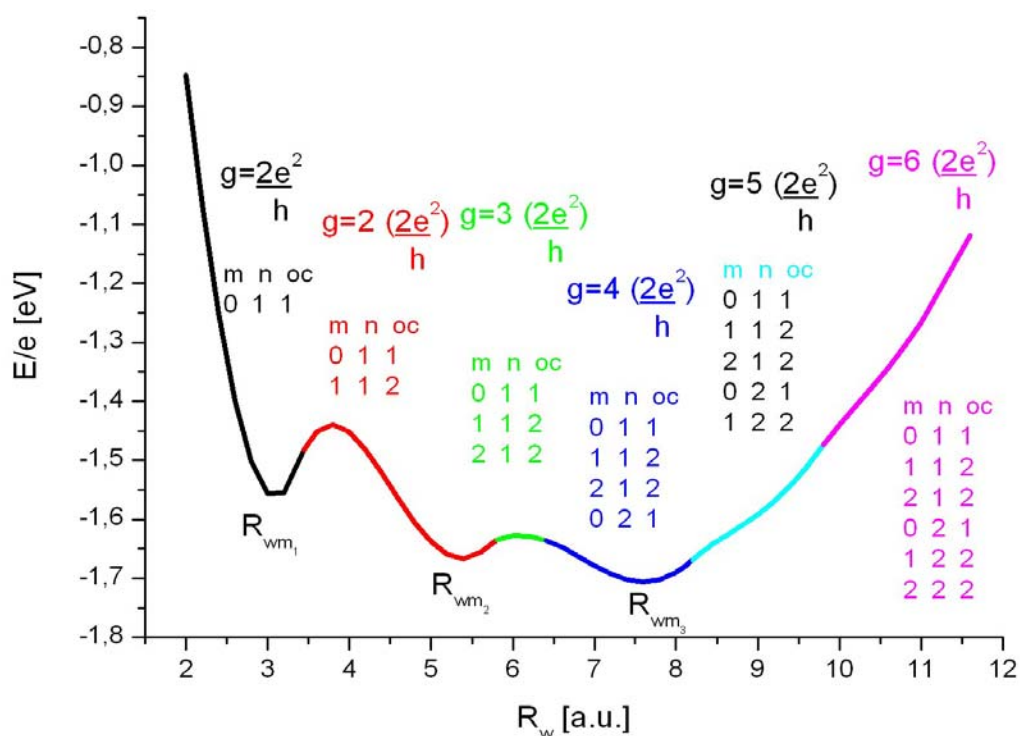 -0,8
-0,9
-1,0
-1,1
-1,2
-1,3
-1,4
-1,5
-1,6
-1,7
-1,8
E/e [eV]
g=2e²
h
m n oc
0 1 1
g=2 (2e²)
h
m n oc
0 1 1
1 1 2
g=3 (2e²)
h
m n oc
0 1 1
1 1 2
2 1 2
g=4 (2e²)
h
m n oc
0 1 1
1 1 2
2 1 2
0 2 1
g=5 (2e²)
h
m n oc
0 1 1
1 1 2
2 1 2
0 2 1
1 2 2
g=6 (2e²)
h
m n oc
0 1 1
1 1 2
2 1 2
0 2 1
1 2 2
2 2 2
Rwm₁
Rwm₂
Rwm₃
2 3 4 5 6 7 8 9 10 11 12
Rw [a.u.]